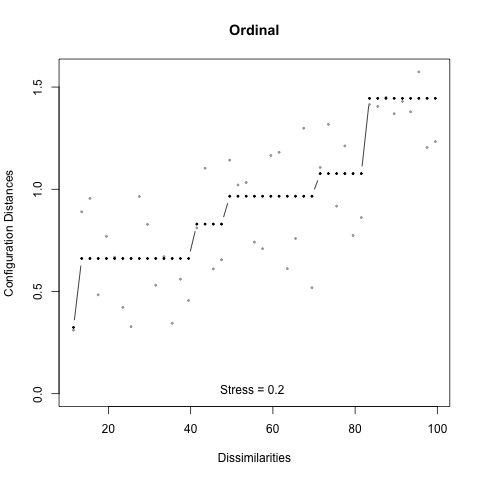 Ordinal
1.5
1.0
0.5
0.0
Configuration Distances
Stress = 0.2
20 40 60 80 100
Dissimilarities